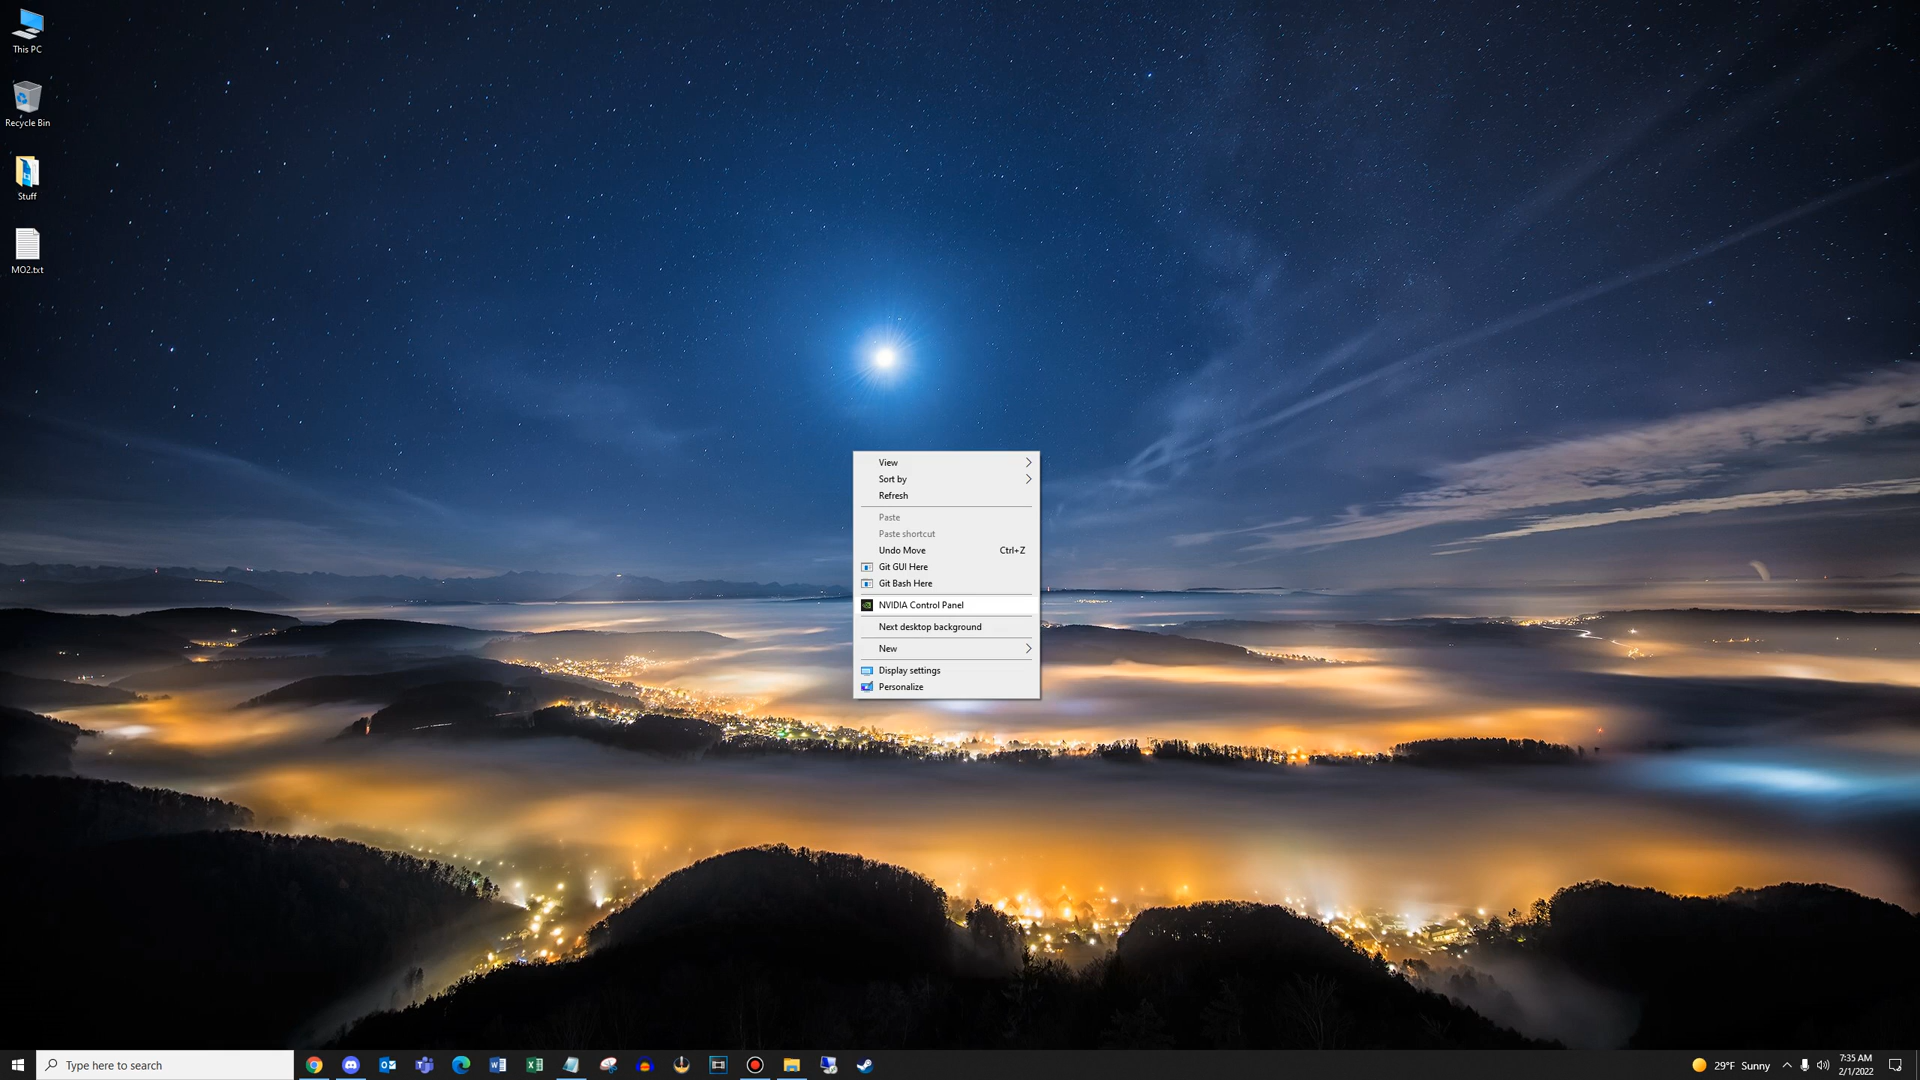 This PC
Recycle Bin
Stuff
MO2.txt
View
Sort by
Refresh
Paste
Paste shortcut
Undo Move Ctrl+Z
Git GUI Here
Git Bash Here
NVIDIA Control Panel
Next desktop background
New
Display settings
Personalize
Type here to search
29°F Sunny
7:35 AM
2/1/2022